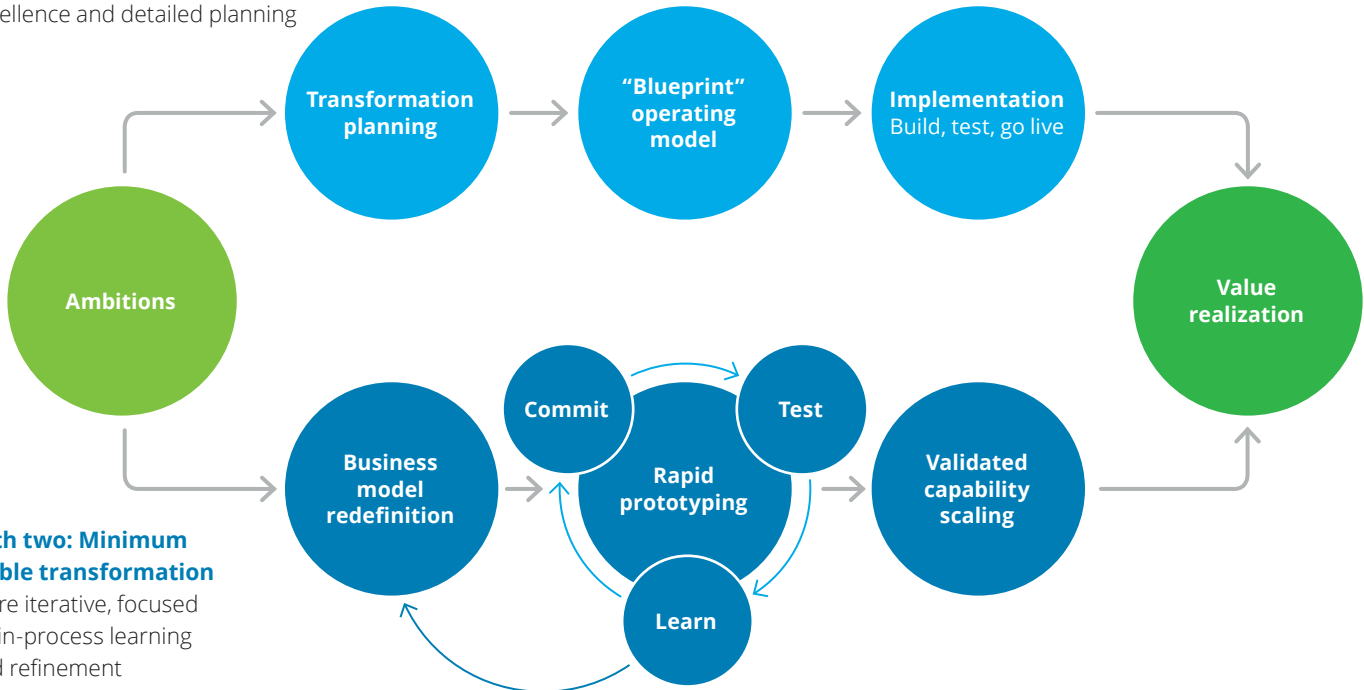 ellence and detailed planning
Transformation
planning
“Blueprint”
operating
model
Implementation
Build, test, go live
Ambitions
Value
realization
Business
model
redefinition
Commit
Test
Rapid
prototyping
Learn
Validated
capability
scaling
th two: Minimum
ble transformation
re iterative, focused
in-process learning
d refinement